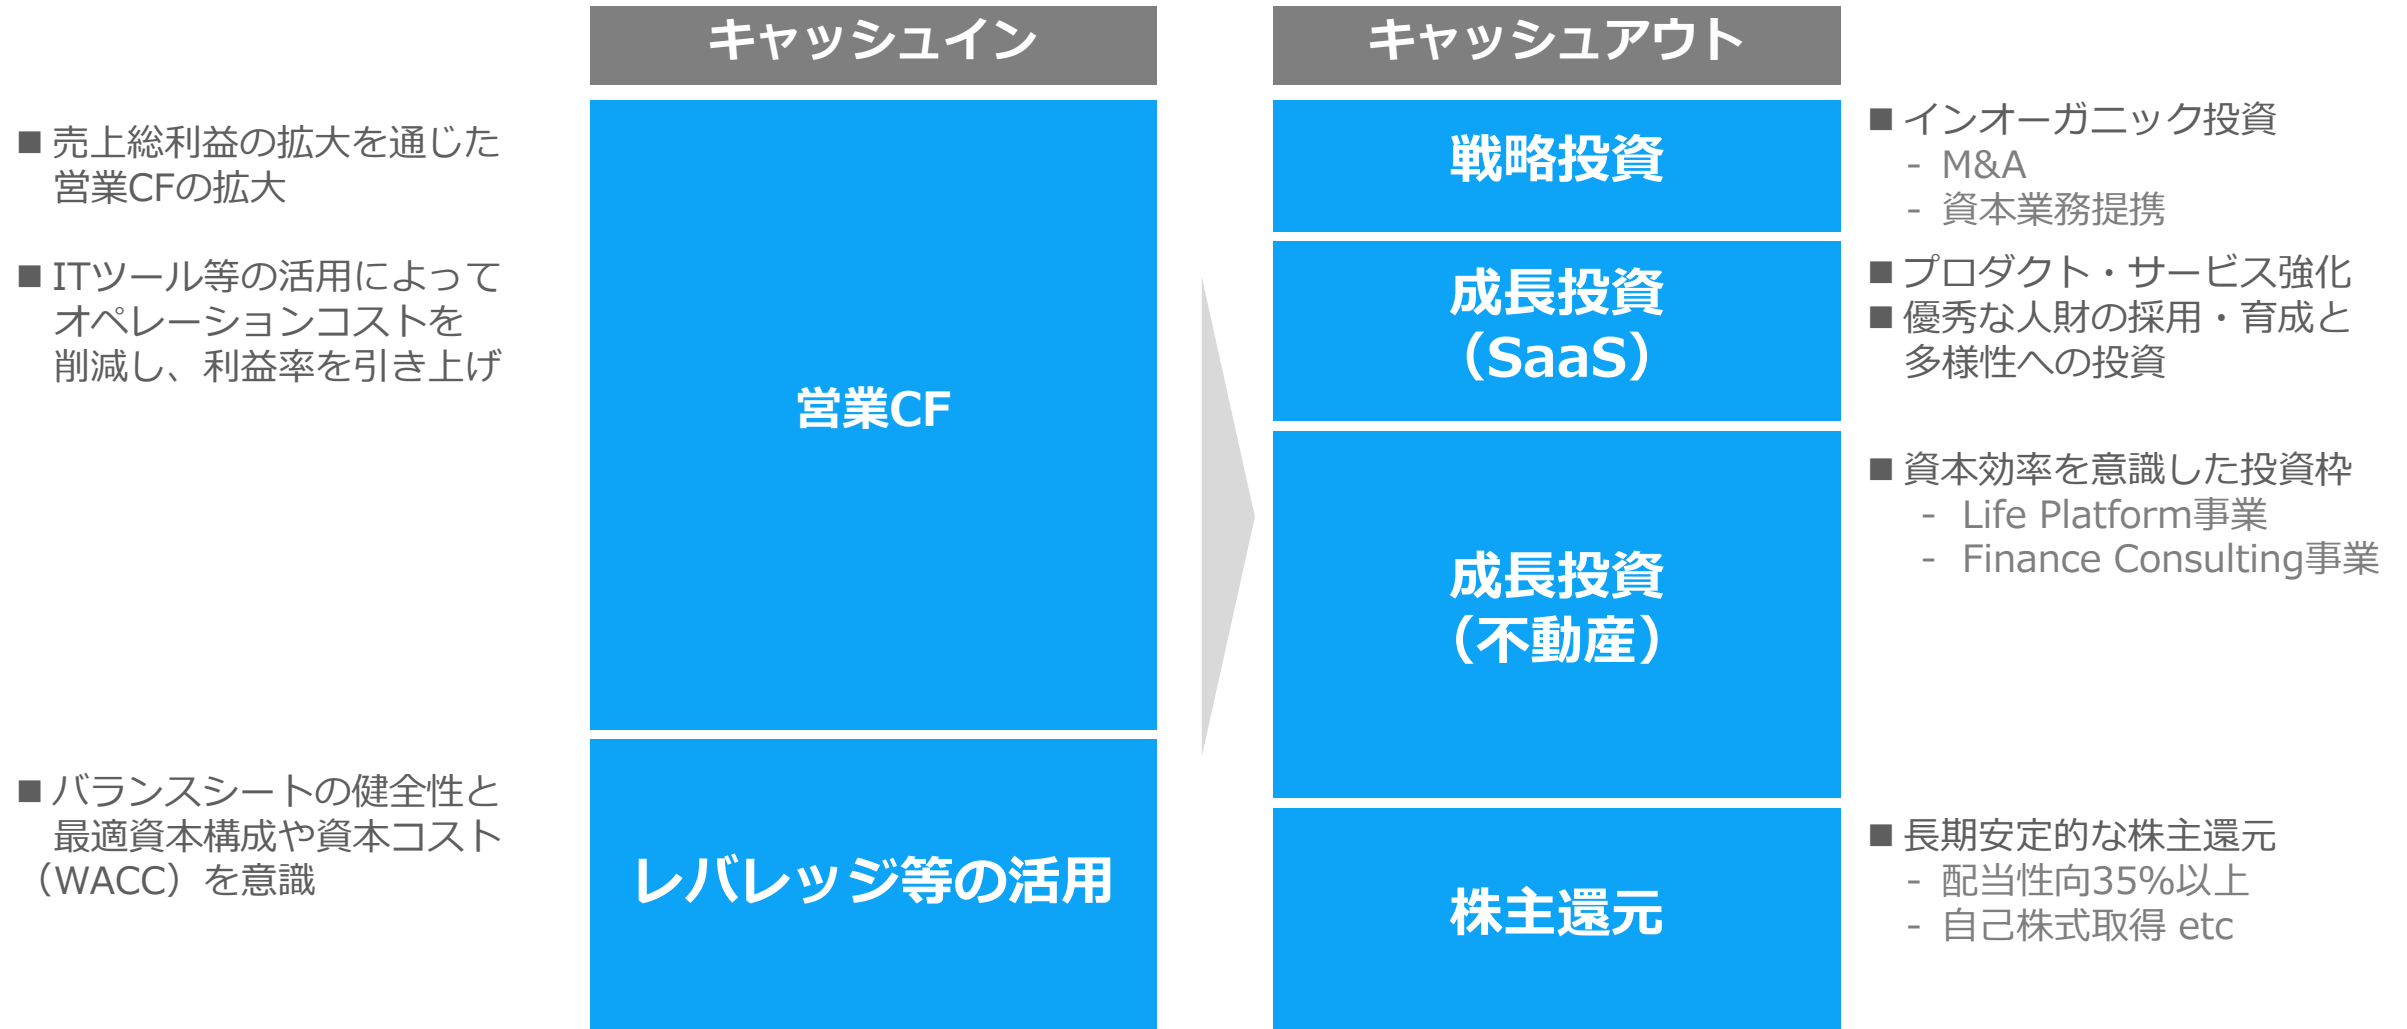 キャッシュイン
キャッシュアウト
■ 売上総利益の拡大を通じた
営業CFの拡大
■ ITツール等の活用によって
オペレーションコストを
削減し、利益率を引き上げ
営業CF
■ バランスシートの健全性と
最適資本構成や資本コスト
（WACC）を意識
レバレッジ等の活用
戦略投資
■ インオーガニック投資
- M&A
- 資本業務提携
成長投資
（SaaS）
■ プロダクト・サービス強化
■ 優秀な人財の採用・育成と
多様性への投資
成長投資
（不動産）
■ 資本効率を意識した投資枠
- Life Platform事業
- Finance Consulting事業
株主還元
■ 長期安定的な株主還元
- 配当性向35%以上
- 自己株式取得 etc